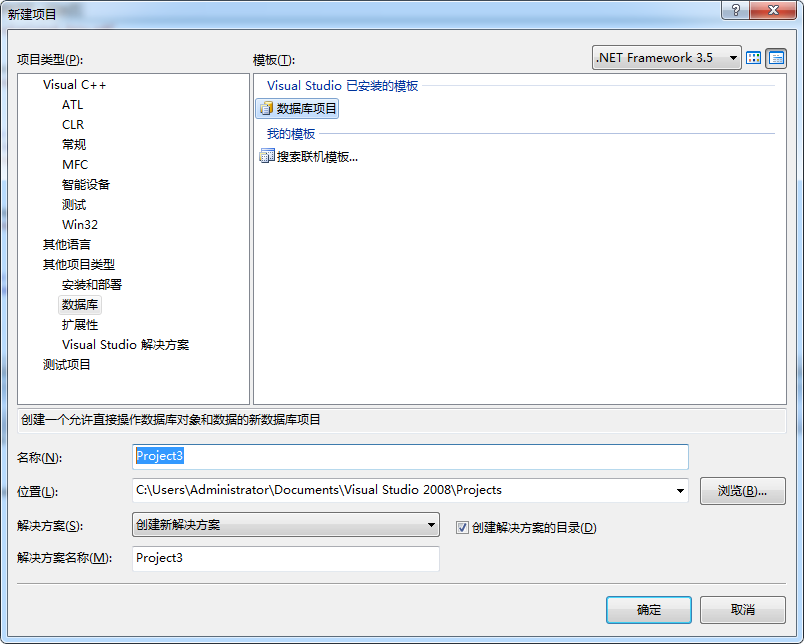 新建项目
项目类型(P):
模板(T):
.NET Framework 3.5
Visual C++
ATL
CLR
常规
MFC
智能设备
测试
Win32
其他语言
其他项目类型
安装和部署
数据库
扩展性
Visual Studio 解决方案
测试项目
Visual Studio 已安装的模板
数据库项目
我的模板
搜索联机模板...
创建一个允许直接操作数据库对象和数据的新数据库项目
名称(N):
Project3
位置(L):
C:\Users\Administrator\Documents\Visual Studio 2008\Projects
浏览(B)...
解决方案(S):
创建新解决方案
创建解决方案的目录(D)
解决方案名称(M):
Project3
确定
取消